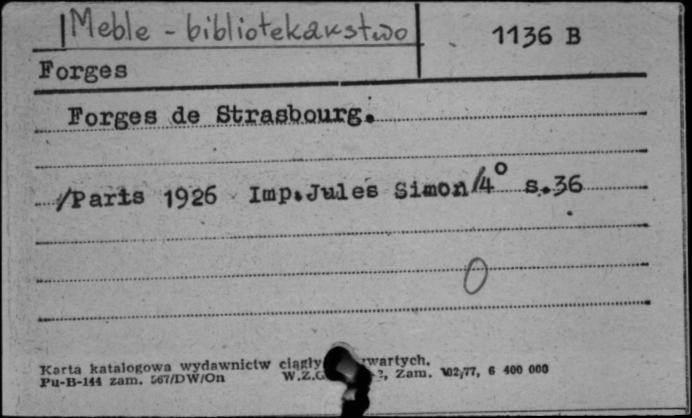 Meble - bibliotekarstwo
1136 B
Forges
Forges de Strasbourg.
/Paris 1926 Imp.Jules Simon/4° s.36
0
Karta katalogowa wydawnictw ciągły wartych.
Pu-B-144 zam. 567/DW/On W.Z.G. Zam. 102/77, 6 400 000